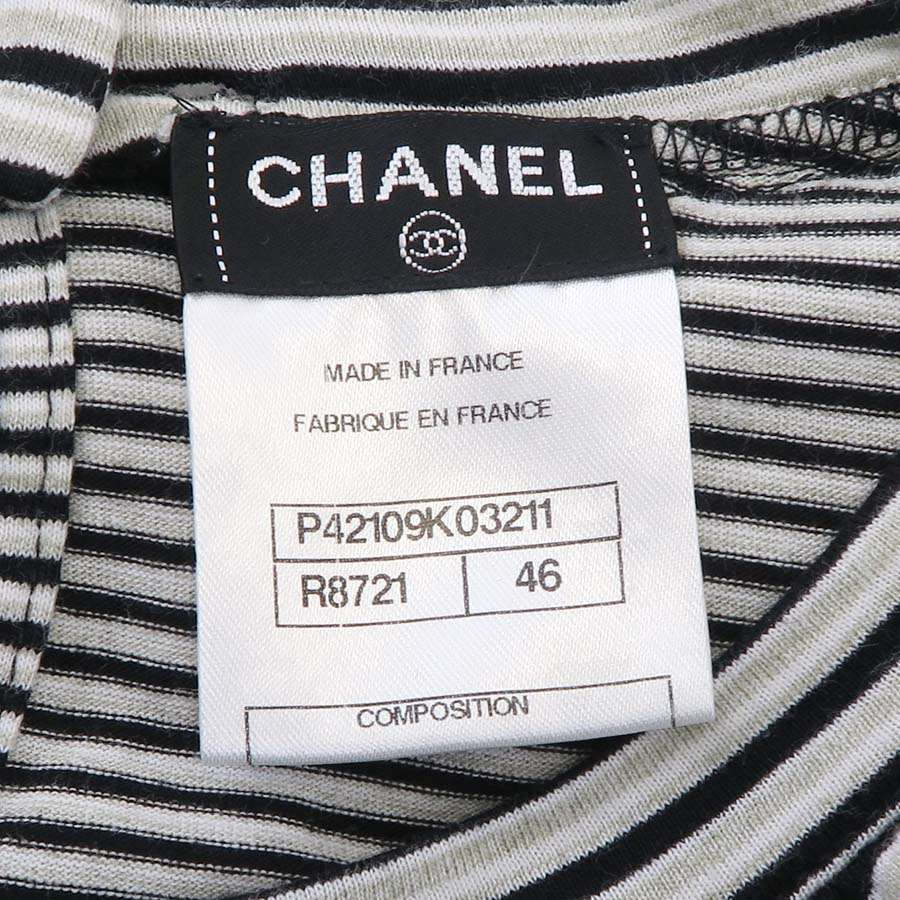 CHANEL
MADE IN FRANCE
FABRIQUE EN FRANCE
P42109K03211
R8721 46
COMPOSITION